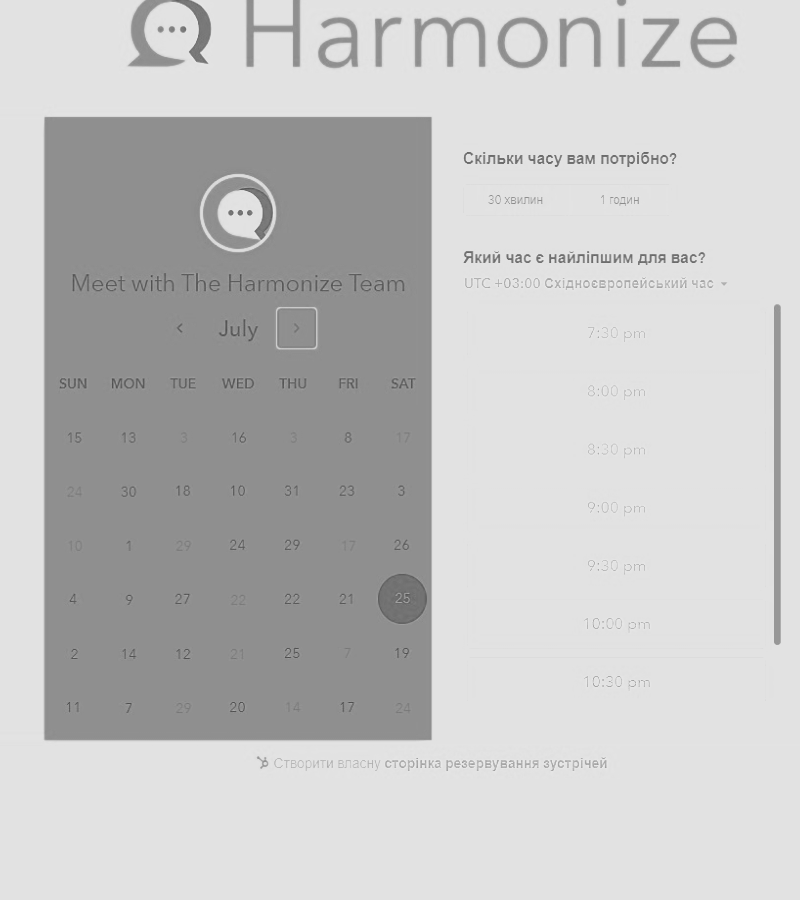 Harmonize
Meet with The Harmonize Team
July
SUN MON TUE WED THU FRI SAT
15 13 3 16 3 8 17
24 30 18 10 31 23 3
10 1 29 24 29 17 26
4 9 27 22 22 21 25
2 14 12 21 25 7 19
11 7 29 20 14 17 24
Скільки часу вам потрібно?
30 хвилин 1 годин
Який час є найліпшим для вас?
UTC +03:00 Східноєвропейський час
7:30 pm
8:00 pm
8:30 pm
9:00 pm
9:30 pm
10:00 pm
10:30 pm
Створити власну сторінка резервування зустрічей